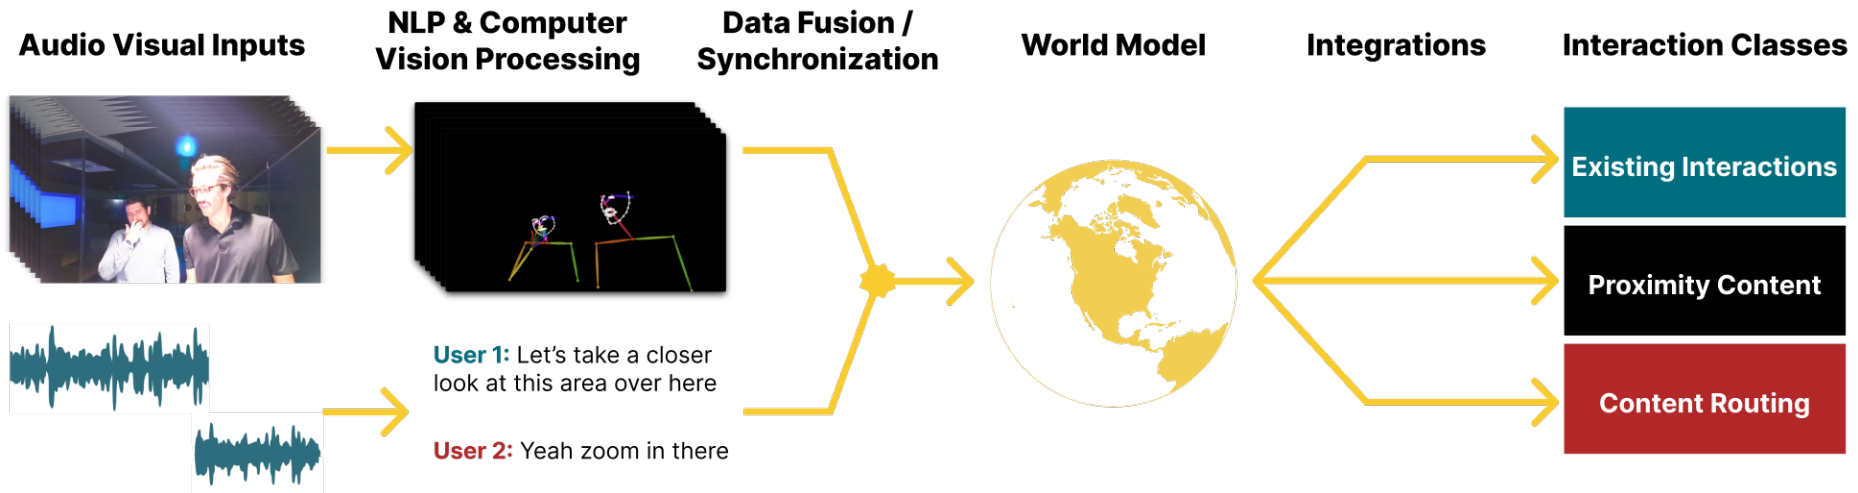 Audio Visual Inputs
NLP & Computer
Vision Processing
Data Fusion /
Synchronization
World Model
Integrations
Interaction Classes
Existing Interactions
Proximity Content
Content Routing
User 1: Let’s take a closer
look at this area over here
User 2: Yeah zoom in there